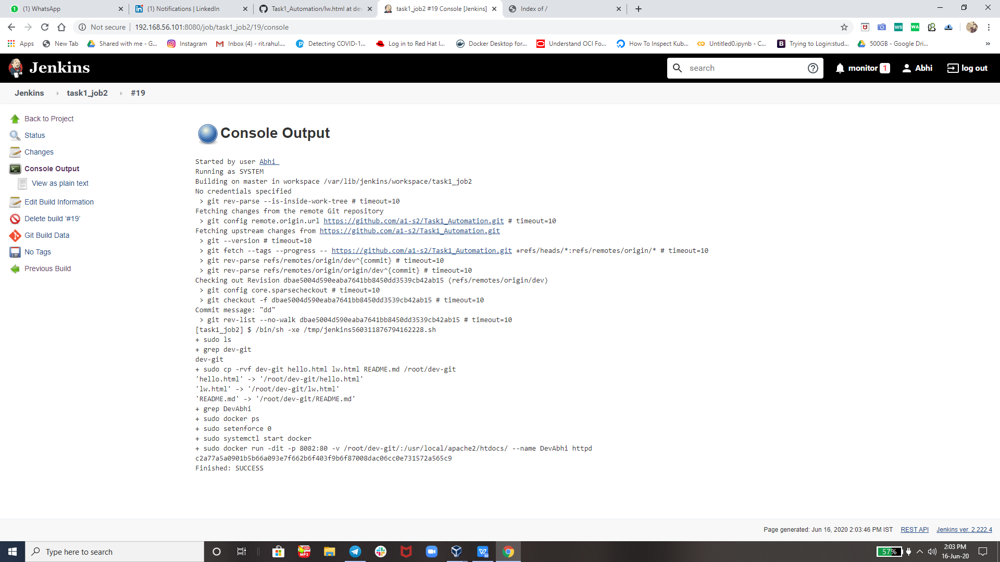 (1) WhatsApp
(1) Notifications | LinkedIn
Task1_Automation/lw.html at de
task1_job2 #19 Console [Jenkins]
Index of /
Not secure
192.168.56.101:8080/job/task1_job2/19/console
Apps
New Tab
Shared with me - G...
Instagram
Inbox (4) - rit.rahul....
Detecting COVID-1...
Log in to Red Hat I...
Docker Desktop for...
Understand OCI Fo...
How To Inspect Kub...
Untitled0.ipynb - C...
Trying to Login:stud...
500GB - Google Dri...
»
Jenkins
search
monitor 1
Abhi
log out
Jenkins
task1_job2
#19
Back to Project
Status
Changes
Console Output
View as plain text
Edit Build Information
Delete build ‘#19’
Git Build Data
No Tags
Previous Build
Console Output
Started by user Abhi
Running as SYSTEM
Building on master in workspace /var/lib/jenkins/workspace/task1_job2
No credentials specified
> git rev-parse --is-inside-work-tree # timeout=10
Fetching changes from the remote Git repository
> git config remote.origin.url https://github.com/a1-s2/Task1_Automation.git # timeout=10
Fetching upstream changes from https://github.com/a1-s2/Task1_Automation.git
> git --version # timeout=10
> git fetch --tags --progress -- https://github.com/a1-s2/Task1_Automation.git +refs/heads/*:refs/remotes/origin/* # timeout=10
> git rev-parse refs/remotes/origin/dev^{commit} # timeout=10
> git rev-parse refs/remotes/origin/origin/dev^{commit} # timeout=10
Checking out Revision dbae5004d590eaba7641bb8450dd3539cb42ab15 (refs/remotes/origin/dev)
> git config core.sparsecheckout # timeout=10
> git checkout -f dbae5004d590eaba7641bb8450dd3539cb42ab15 # timeout=10
Commit message: "dd"
> git rev-list --no-walk dbae5004d590eaba7641bb8450dd3539cb42ab15 # timeout=10
[task1_job2] $ /bin/sh -xe /tmp/jenkins560311876794162228.sh
+ sudo ls
+ grep dev-git
dev-git
+ sudo cp -rvf dev-git hello.html lw.html README.md /root/dev-git
'hello.html' -> '/root/dev-git/hello.html'
'lw.html' -> '/root/dev-git/lw.html'
'README.md' -> '/root/dev-git/README.md'
+ grep DevAbhi
+ sudo docker ps
+ sudo setenforce 0
+ sudo systemctl start docker
+ sudo docker run -dit -p 8082:80 -v /root/dev-git/:/usr/local/apache2/htdocs/ --name DevAbhi httpd
c2a77a5a0901b5b66a093e7f662b6f403f9b6f87008dac06cc0e731572a565c9
Finished: SUCCESS
Page generated: Jun 16, 2020 2:03:46 PM IST
REST API
Jenkins ver. 2.222.4
Type here to search
57%
2:03 PM
16-Jun-20